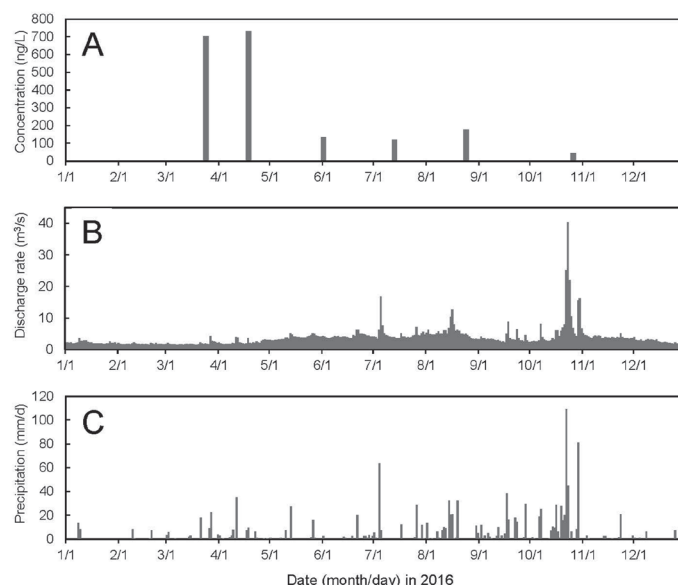 A
Concentration (ng/L)
800
700
600
500
400
300
200
100
0
1/1 2/1 3/1 4/1 5/1 6/1 7/1 8/1 9/1 10/1 11/1 12/1
B
Discharge rate (m³/s)
40
30
20
10
0
1/1 2/1 3/1 4/1 5/1 6/1 7/1 8/1 9/1 10/1 11/1 12/1
C
Precipitation (mm/d)
120
100
80
60
40
20
0
1/1 2/1 3/1 4/1 5/1 6/1 7/1 8/1 9/1 10/1 11/1 12/1
Date (month/day) in 2016